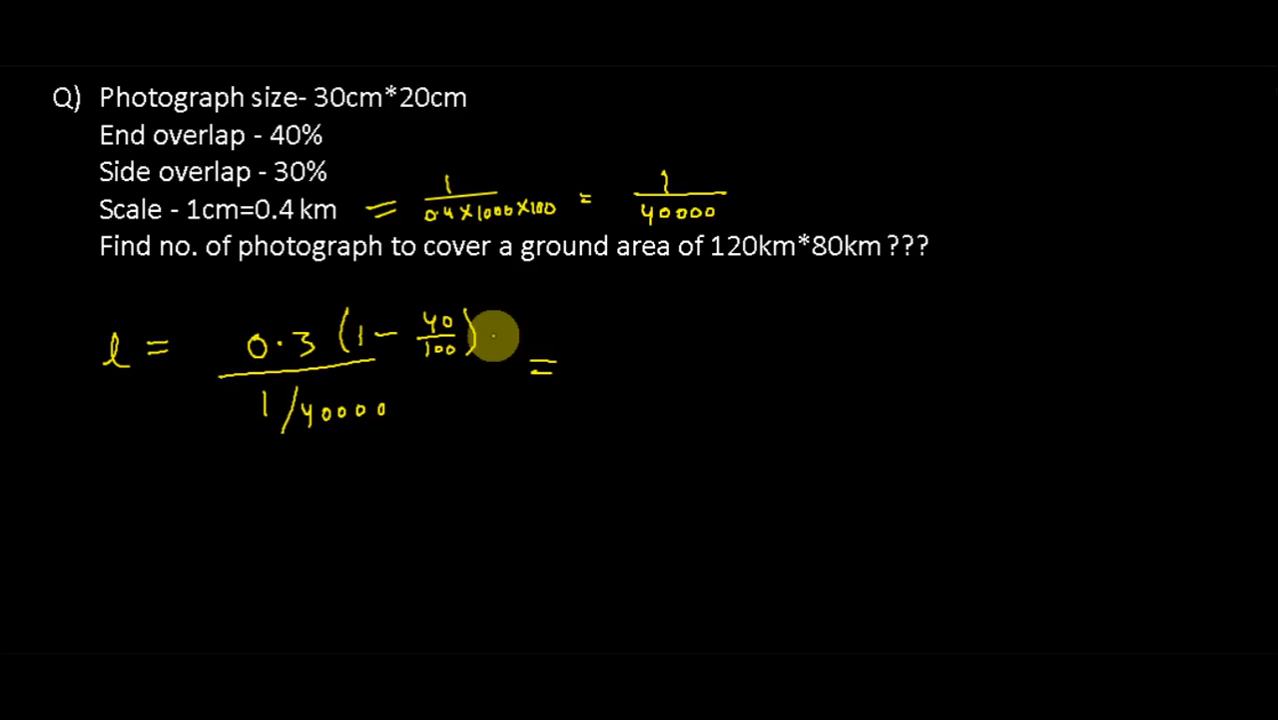 Q) Photograph size- 30cm*20cm
End overlap - 40%
Side overlap - 30%
Scale - 1cm=0.4 km = 1 / 0.4×1000×100 = 1 / 40000
Find no. of photograph to cover a ground area of 120km*80km ???
l = 0.3 (1 - 40/100) / 1/40000 =